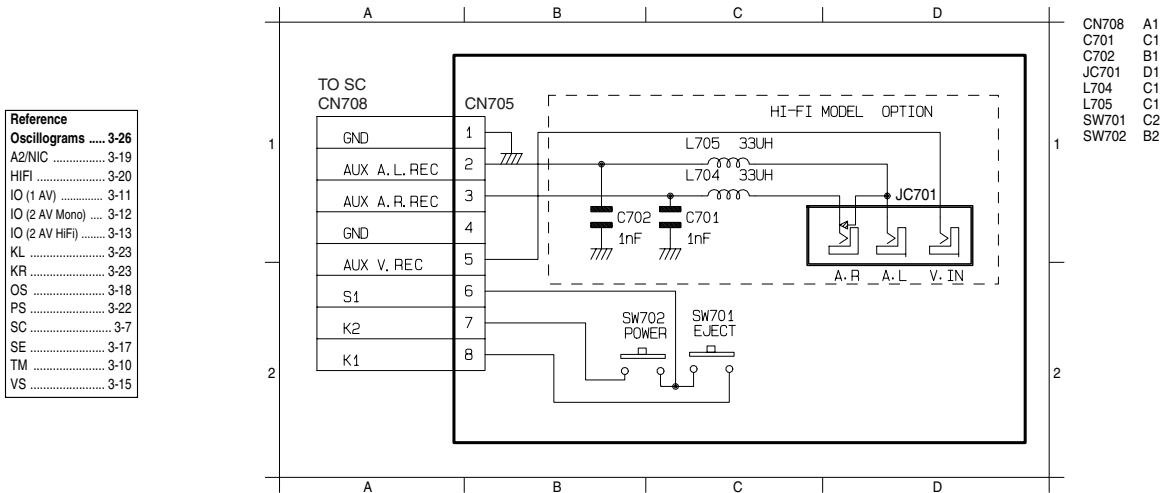 Reference
Oscillograms ..... 3-26
A2/NIC ................ 3-19
HIFI ..................... 3-20
IO (1 AV) ............. 3-11
IO (2 AV Mono) .... 3-12
IO (2 AV HiFi) ........ 3-13
KL ....................... 3-23
KR ....................... 3-23
OS ...................... 3-18
PS ....................... 3-22
SC ......................... 3-7
SE ....................... 3-17
TM ...................... 3-10
VS ....................... 3-15
A B C D
1
2
TO SC
CN708
CN705
GND 1
AUX A.L.REC 2
AUX A.R.REC 3
GND 4
AUX V.REC 5
S1 6
K2 7
K1 8
HI-FI MODEL OPTION
L705 33UH
L704 33UH
C702
1nF
C701
1nF
JC701
A.R A.L V.IN
SW702
POWER
SW701
EJECT
1
2
A B C D
CN708 A1
C701 C1
C702 B1
JC701 D1
L704 C1
L705 C1
SW701 C2
SW702 B2